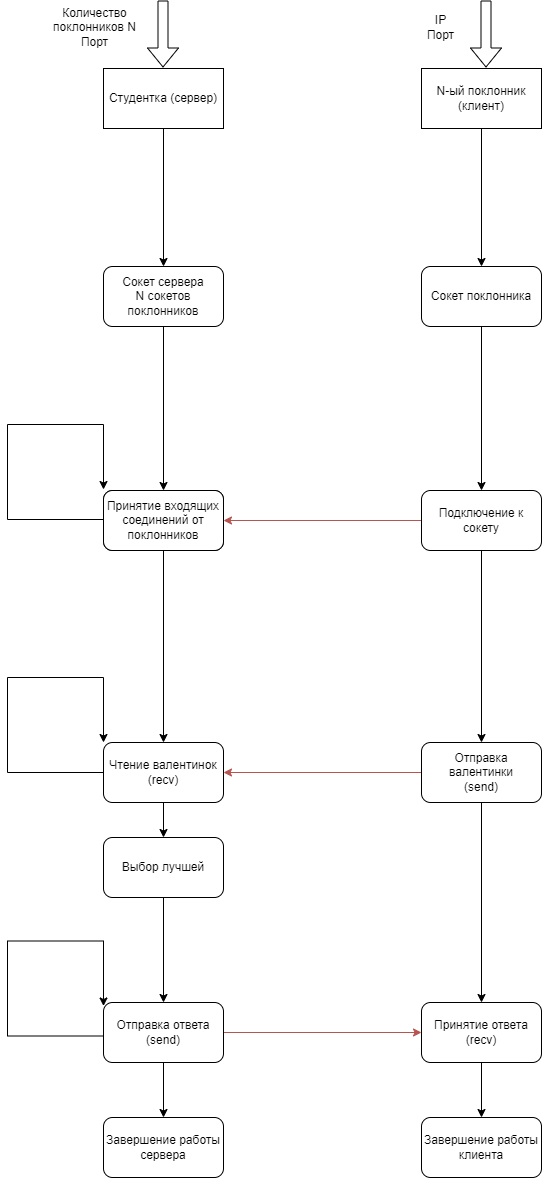 Количество
поклонников N
Порт
IP
Порт
Студентка (сервер)
N-ый поклонник
(клиент)
Сокет сервера
N сокетов
поклонников
Сокет поклонника
Принятие входящих
соединений от
поклонников
Подключение к
сокету
Чтение валентинок
(recv)
Отправка
валентинки
(send)
Выбор лучшей
Отправка ответа
(send)
Принятие ответа
(recv)
Завершение работы
сервера
Завершение работы
клиента